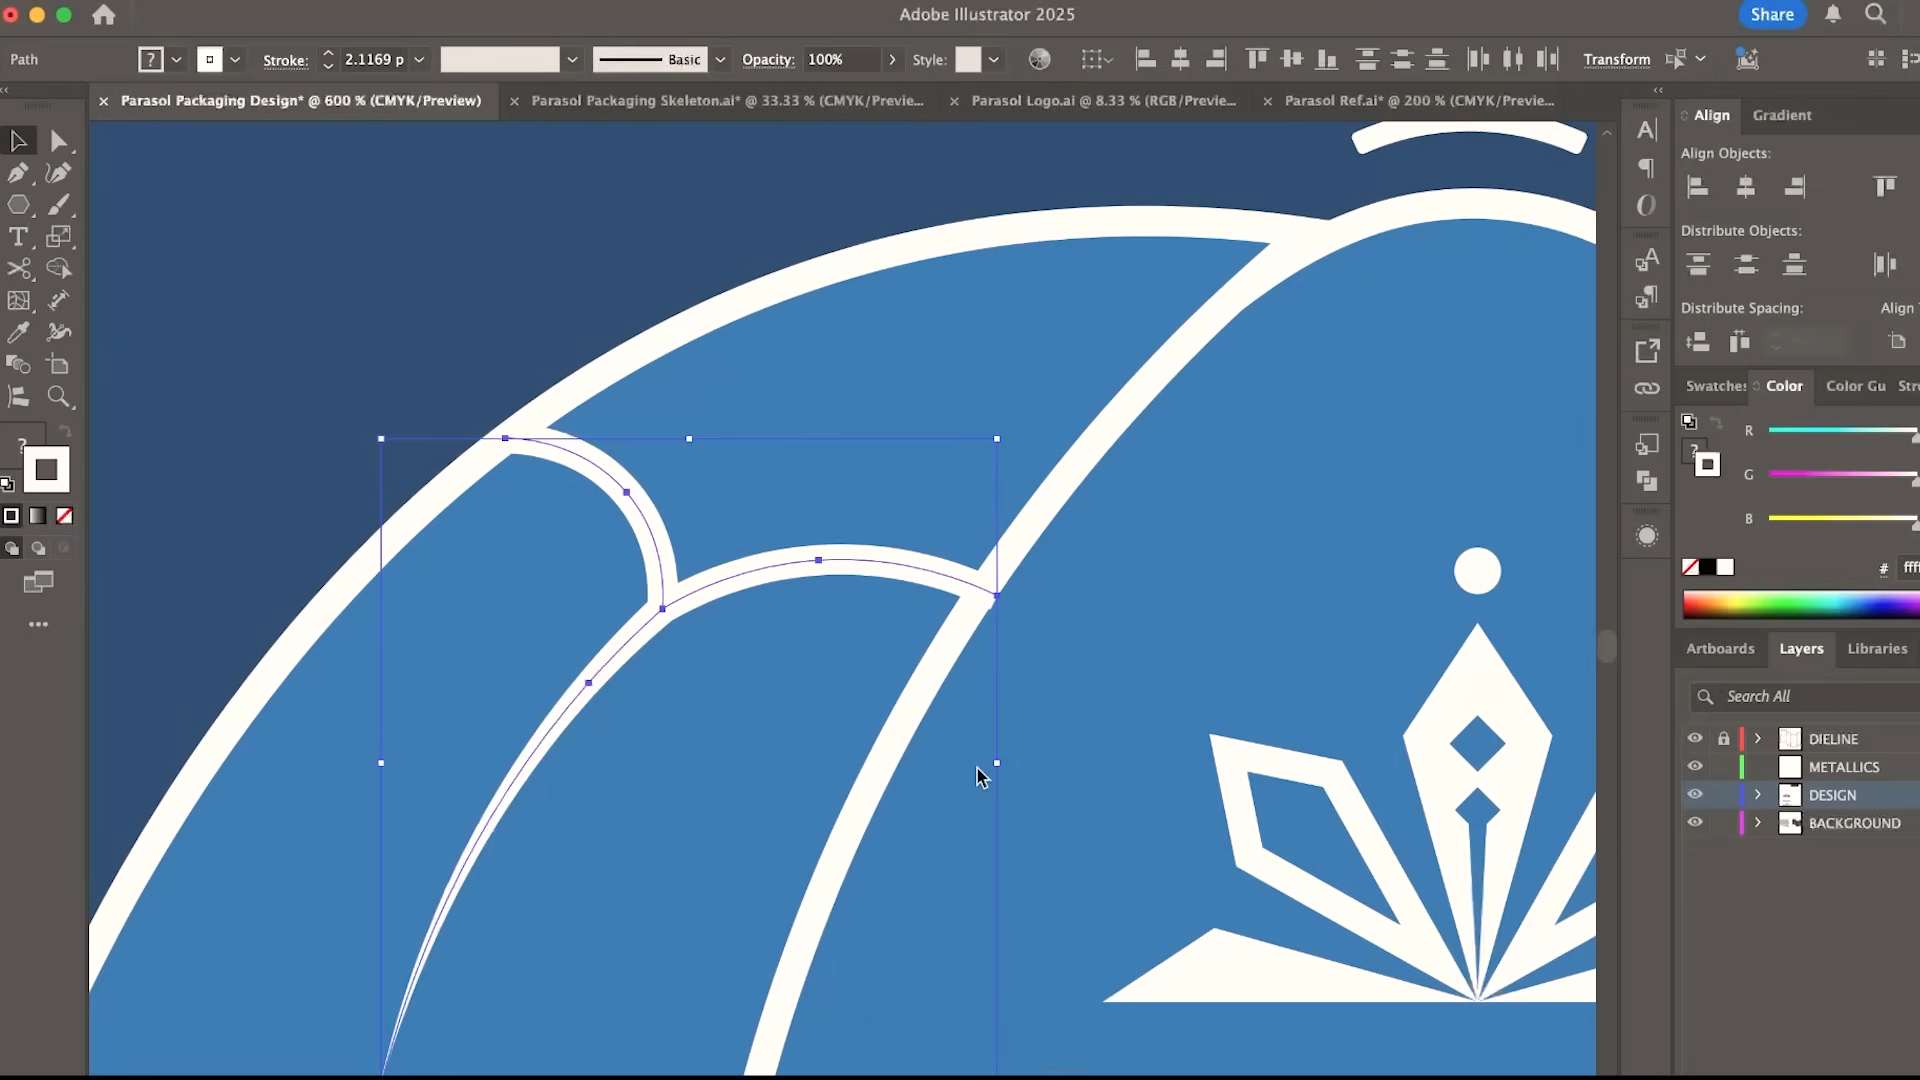 Adobe Illustrator 2025
Share
Path
?
Stroke:
2.1169 p
Basic
Opacity:
100%
Style:
Transform
Parasol Packaging Design* @ 600 % (CMYK/Preview)
Parasol Packaging Skeleton.ai* @ 33.33 % (CMYK/Previe...
Parasol Logo.ai @ 8.33 % (RGB/Previe...
Parasol Ref.ai* @ 200 % (CMYK/Previe...
Align
Gradient
Align Objects:
Distribute Objects:
Distribute Spacing:
Align
Swatches
Color
Color Gu
Str
R
G
B
?
?
#
fff
Artboards
Layers
Libraries
Search All
DIELINE
METALLICS
DESIGN
BACKGROUND